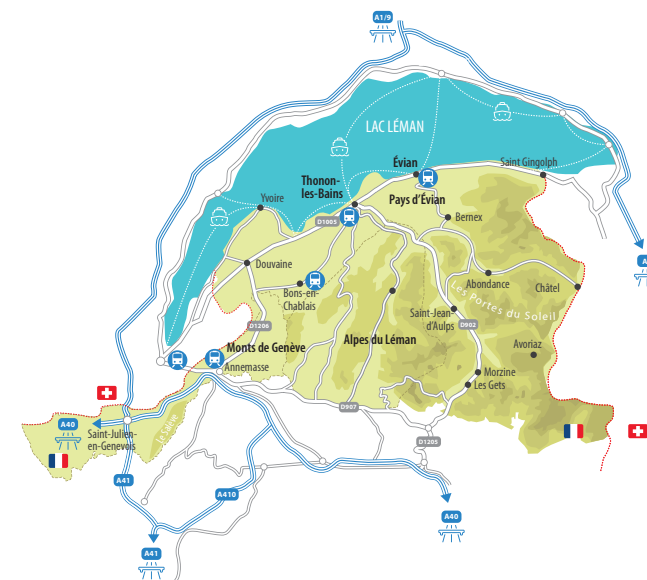 A1/9
LAC LÉMAN
Évian
Saint Gingolph
Thonon-
les-Bains
Yvoire
Pays d'Évian
Bernex
D1005
Douvaine
A
Abondance
Châtel
Bons-en-
Chablais
Les Portes du Soleil
Saint-Jean-
d'Aulps
D1206
D902
Alpes du Léman
Avoriaz
Monts de Genève
Annemasse
Morzine
Les Gets
D907
A40
Saint-Julien-
en-Genevois
Le Salève
D1205
A41
A410
A40
A41